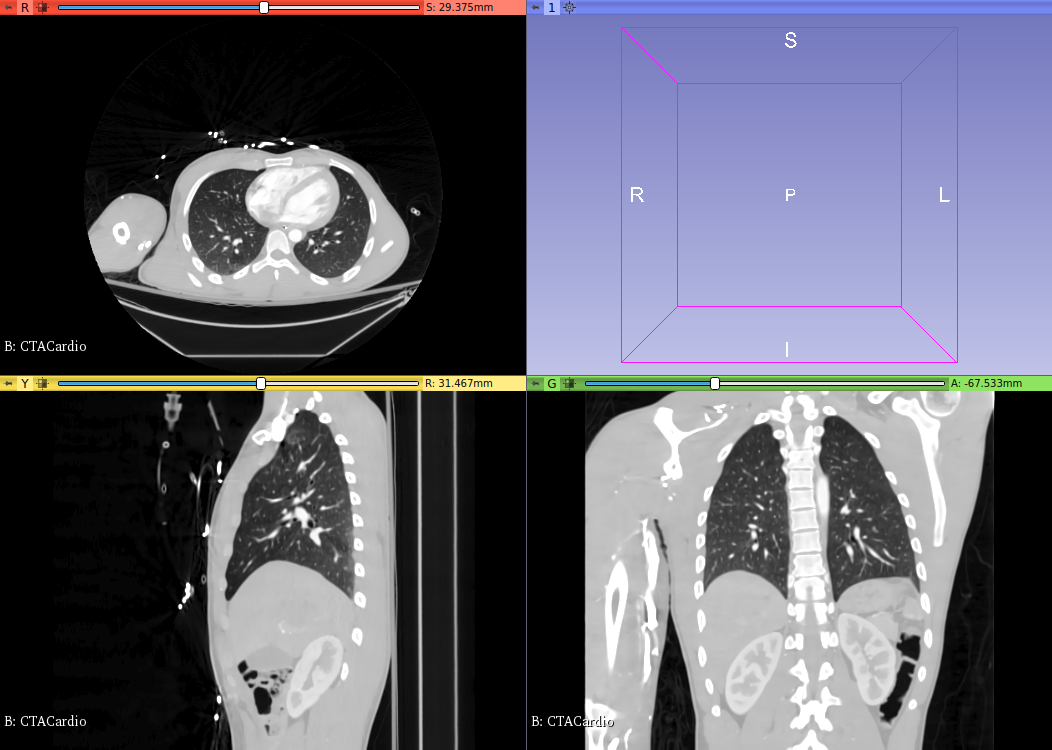 R S: 29.375mm
1
S
R P L
I
B: CTACardio
Y R: 31.467mm
G A: -67.533mm
B: CTACardio
B: CTACardio